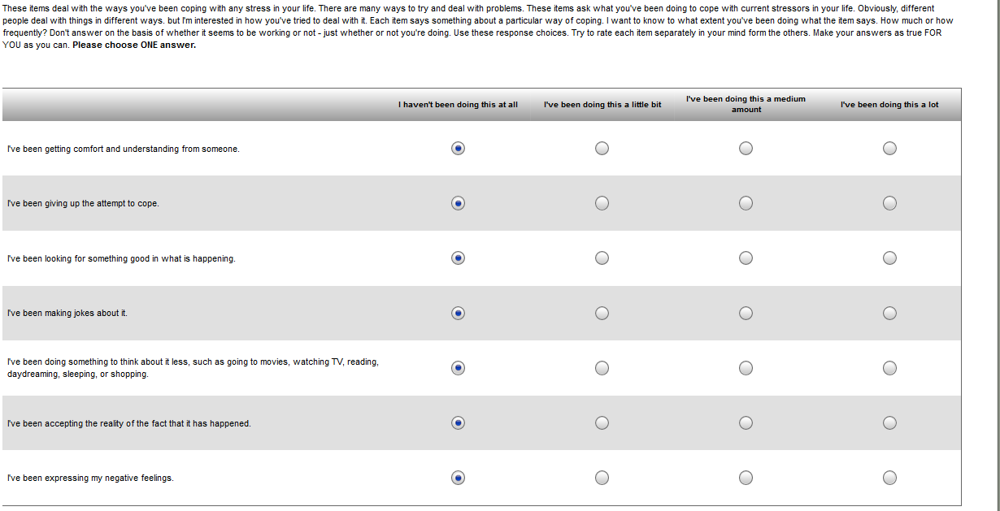 These items deal with the ways you've been coping with any stress in your life. There are many ways to try and deal with problems. These items ask what you've been doing to cope with current stressors in your life. Obviously, different
people deal with things in different ways. but I'm interested in how you've tried to deal with it. Each item says something about a particular way of coping. I want to know to what extent you've been doing what the item says. How much or how
frequently? Don't answer on the basis of whether it seems to be working or not - just whether or not you're doing. Use these response choices. Try to rate each item separately in your mind form the others. Make your answers as true FOR
YOU as you can. Please choose ONE answer.
I haven't been doing this at all
I've been doing this a little bit
I've been doing this a medium
amount
I've been doing this a lot
I've been getting comfort and understanding from someone.
I've been giving up the attempt to cope.
I've been looking for something good in what is happening.
I've been making jokes about it.
I've been doing something to think about it less, such as going to movies, watching TV, reading,
daydreaming, sleeping, or shopping.
I've been accepting the reality of the fact that it has happened.
I've been expressing my negative feelings.